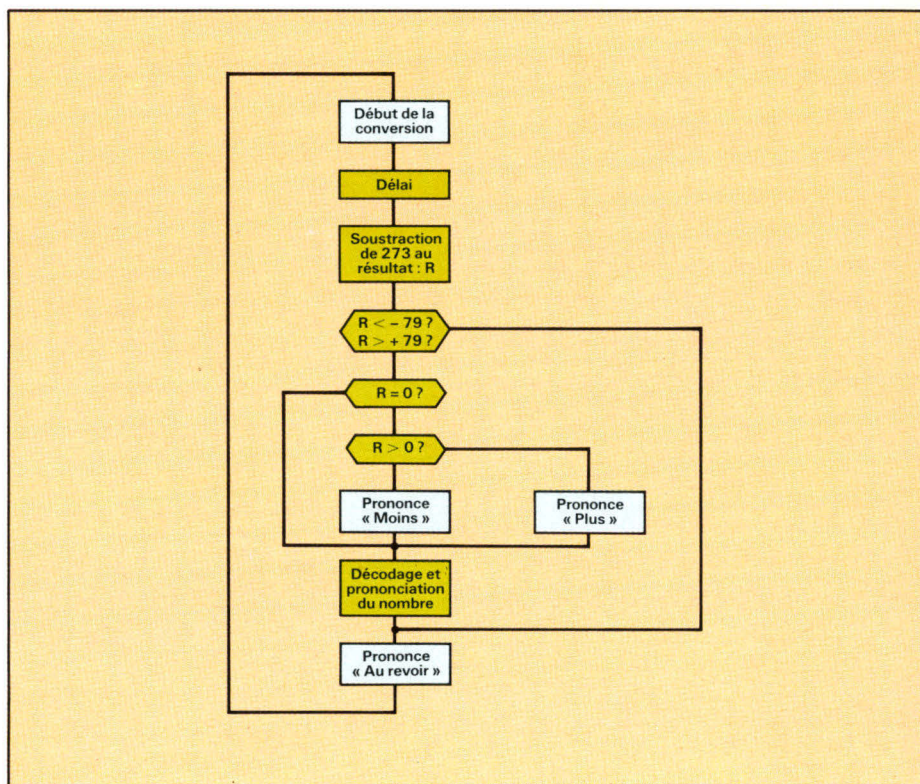 Début de la
conversion
Délai
Soustraction
de 273 au
résultat : R
R < – 79 ?
R > + 79 ?
R = 0 ?
R > 0 ?
Prononce
« Moins »
Prononce
« Plus »
Décodage et
prononciation
du nombre
Prononce
« Au revoir »